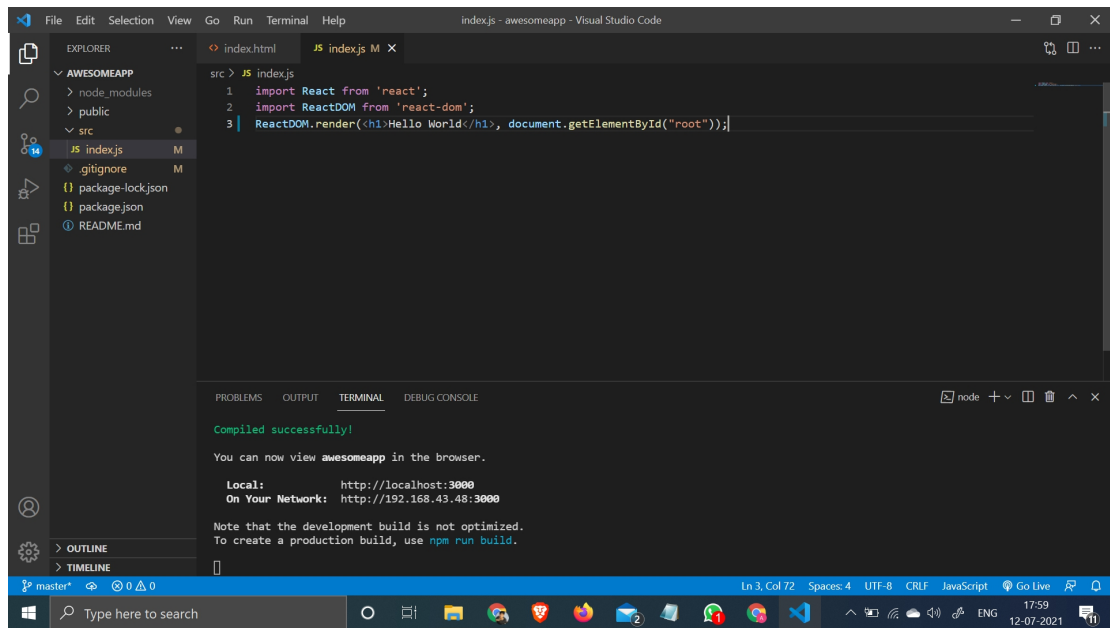 File Edit Selection View Go Run Terminal Help index.js - awesomeapp - Visual Studio Code
EXPLORER
index.html JS index.js M
AWESOMEAPP
node_modules
public
src
JS index.js M
.gitignore M
{} package-lock.json
{} package.json
README.md
OUTLINE
TIMELINE
14
src > JS index.js
1 import React from 'react';
2 import ReactDOM from 'react-dom';
3 ReactDOM.render(<h1>Hello World</h1>, document.getElementById("root"));
PROBLEMS OUTPUT TERMINAL DEBUG CONSOLE node
Compiled successfully!
You can now view awesomeapp in the browser.
Local: http://localhost:3000
On Your Network: http://192.168.43.48:3000
Note that the development build is not optimized.
To create a production build, use npm run build.
master* 0 0 Ln 3, Col 72 Spaces: 4 UTF-8 CRLF JavaScript Go Live
Type here to search 2 1 ENG 17:59 11
12-07-2021